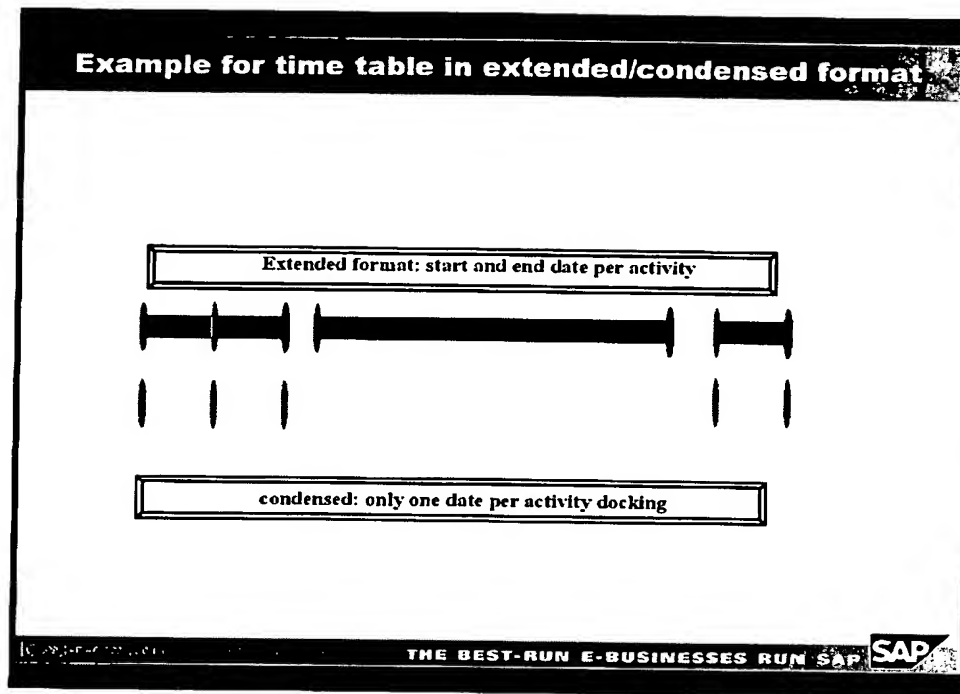 Example for time table in extended/condensed format
Extended format: start and end date per activity
condensed: only one date per activity docking
THE BEST-RUN E-BUSINESSES RUN SAP
SAP